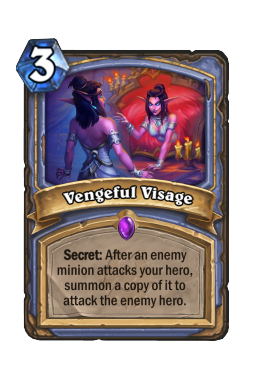 3
Vengeful Visage
Secret: After an enemy
minion attacks your hero,
summon a copy of it to
attack the enemy hero.